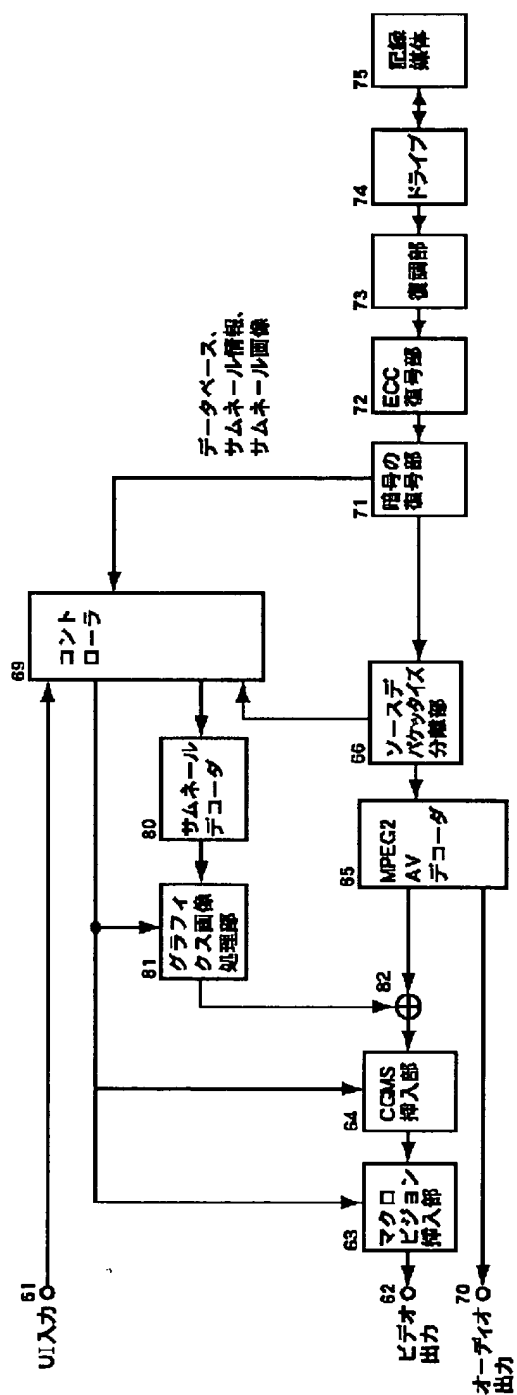 61
UI入力
69
コント
ローラ
データベース、
サムネール情報、
サムネール画像
80
サムネール
デコーダ
81
グラフィ
クス画像
処理部
82
62
ビデオ
出力
63
マクロ
ビジョン
挿入部
64
CGMS
挿入部
65
MPEG2
AV
デコーダ
66
ソースデ
パケッタイズ
分離部
71
暗号の
復号部
72
ECC
復号部
73
復調部
74
ドライブ
75
記録
媒体
70
オーディオ
出力